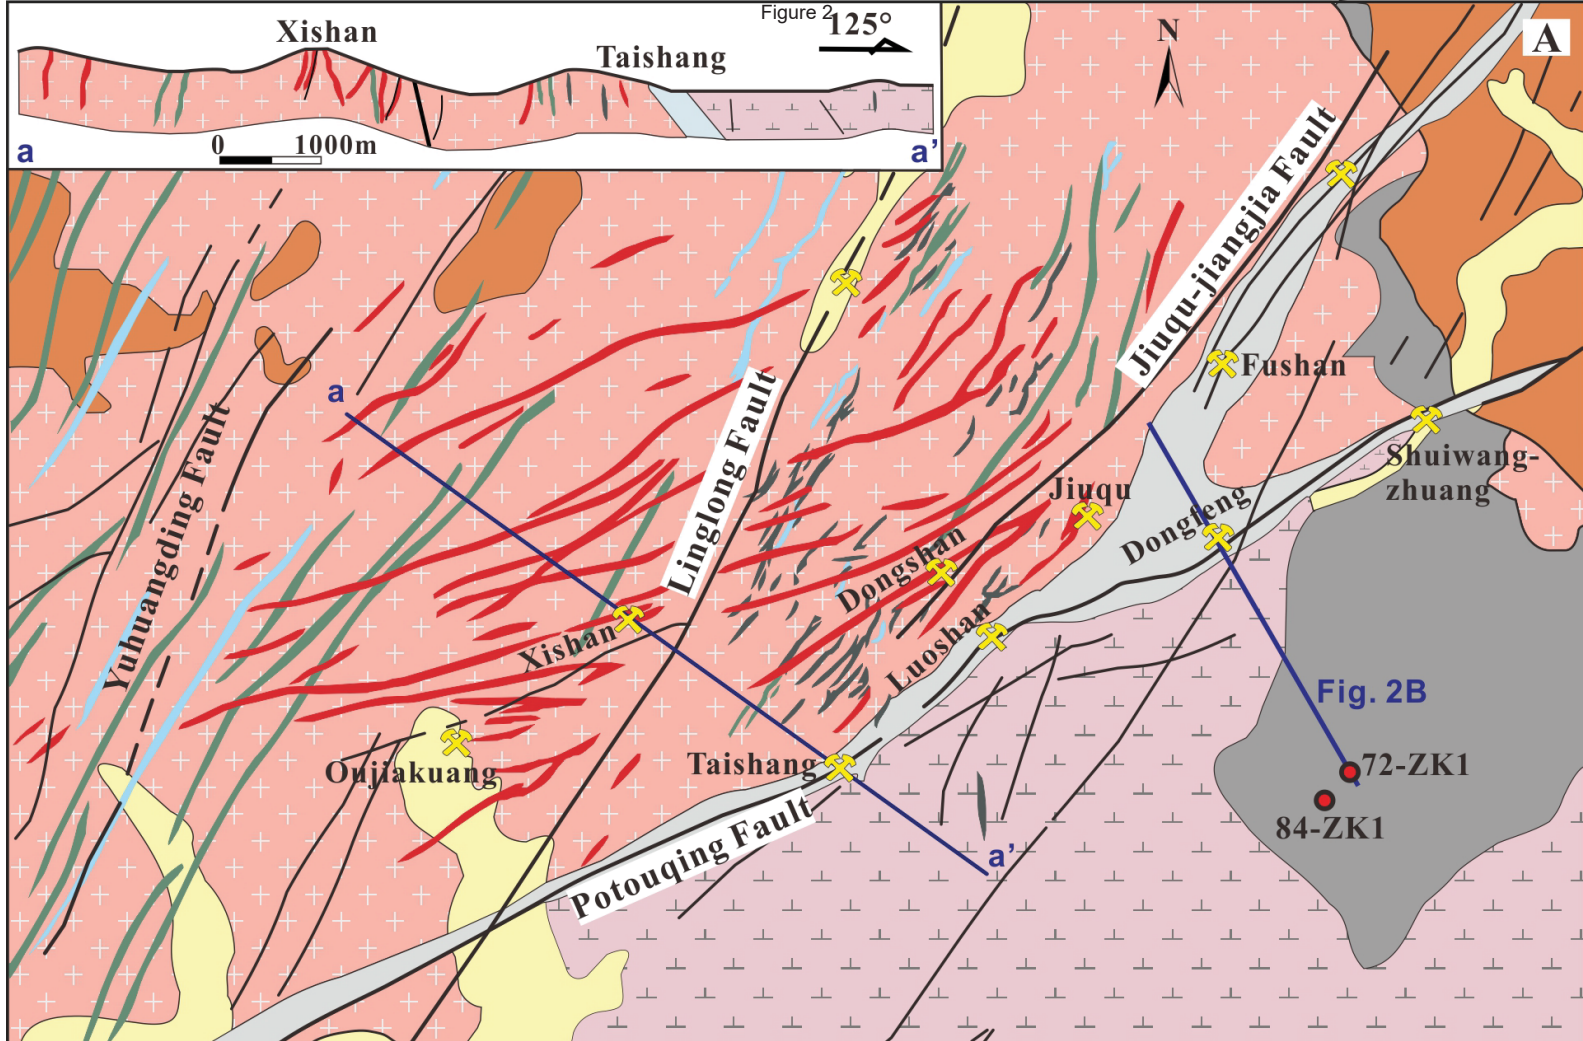 Figure 2
125°
A
Xishan
Taishang
0 1000m
a
a’
N
Jiuqu-jiangjia Fault
a
Fushan
Linglong Fault
Yuhuangding Fault
Shuiwang-
zhuang
Jiuqu
Dongfeng
Dongshan
Xishan
Luoshan
Fig. 2B
Oujiakuang
Taishang
72-ZK1
84-ZK1
Potouqing Fault
a’